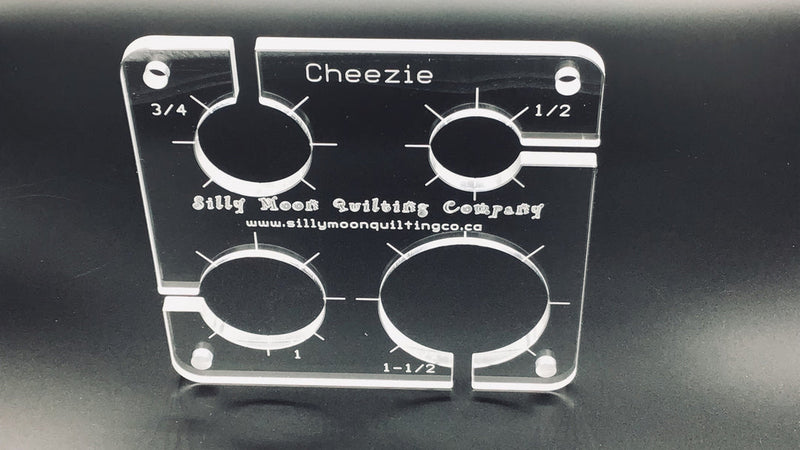 Cheezie
3/4
1/2
Silly Moon Quilting Company
www.sillymoonquiltingco.ca
1
1-1/2